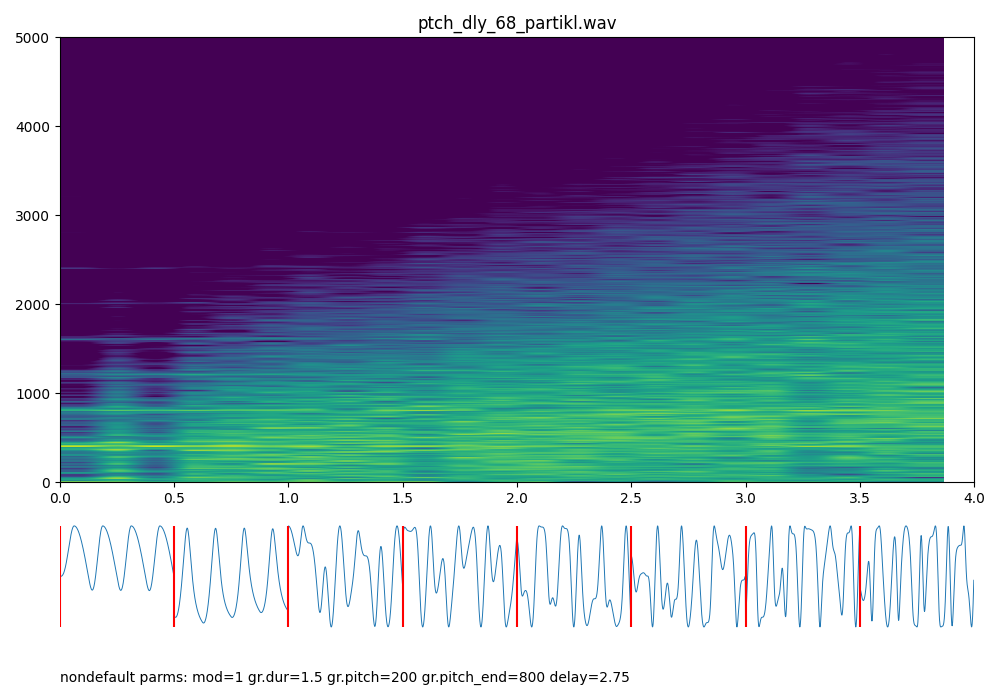 ptch_dly_68_partikl.wav
5000
4000
3000
2000
1000
0
0.0 0.5 1.0 1.5 2.0 2.5 3.0 3.5 4.0
nondefault parms: mod=1 gr.dur=1.5 gr.pitch=200 gr.pitch_end=800 delay=2.75